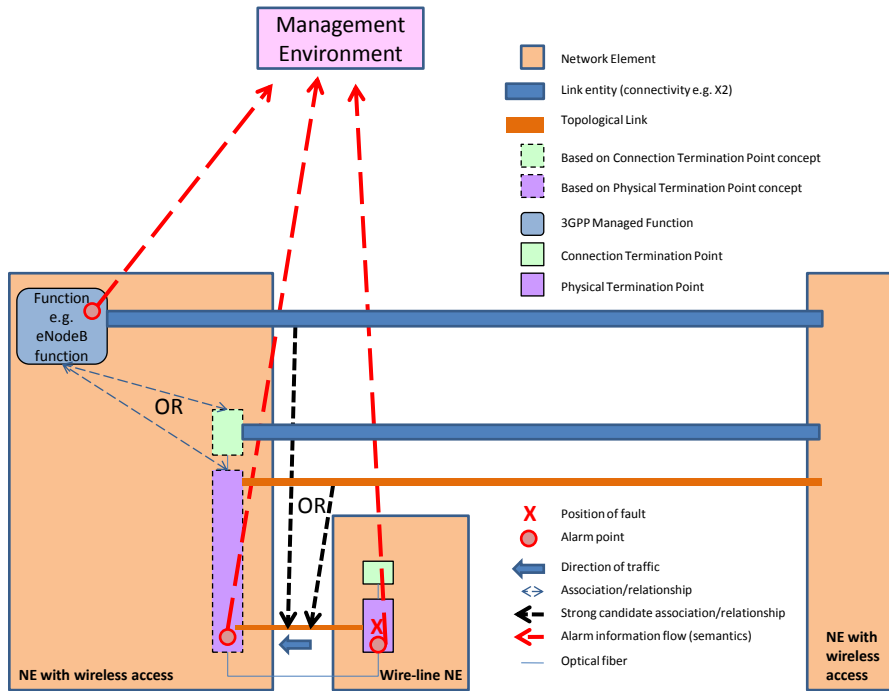 Management
Environment
Network Element
Link entity (connectivity e.g. X2)
Topological Link
Based on Connection Termination Point concept
Based on Physical Termination Point concept
3GPP Managed Function
Connection Termination Point
Physical Termination Point
Function
e.g.
eNodeB
function
OR
OR
X
Position of fault
Alarm point
Direction of traffic
Association/relationship
Strong candidate association/relationship
Alarm information flow (semantics)
Optical fiber
X
NE with wireless access
Wire-line NE
NE with
wireless
access